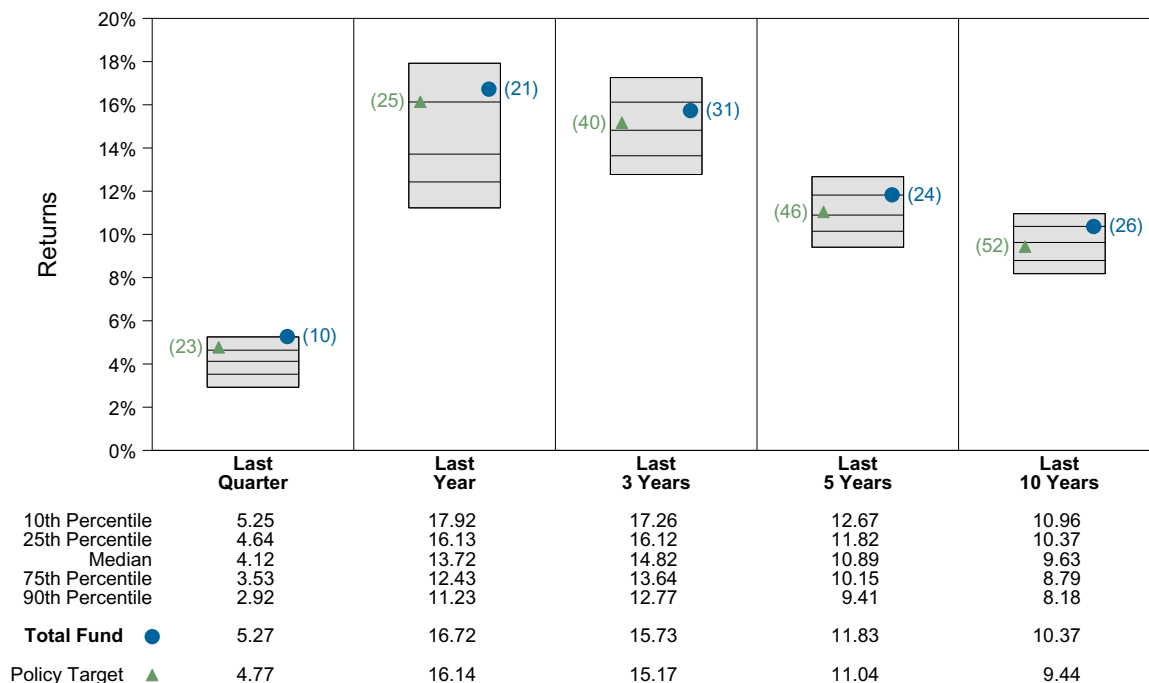 20%
18%
16%
14%
12%
10%
8%
6%
4%
2%
0%
Returns
(23)
(10)
(25)
(21)
(40)
(31)
(46)
(24)
(52)
(26)
Last Quarter
Last Year
Last 3 Years
Last 5 Years
Last 10 Years
10th Percentile 5.25 17.92 17.26 12.67 10.96
25th Percentile 4.64 16.13 16.12 11.82 10.37
Median 4.12 13.72 14.82 10.89 9.63
75th Percentile 3.53 12.43 13.64 10.15 8.79
90th Percentile 2.92 11.23 12.77 9.41 8.18
Total Fund 5.27 16.72 15.73 11.83 10.37
Policy Target 4.77 16.14 15.17 11.04 9.44